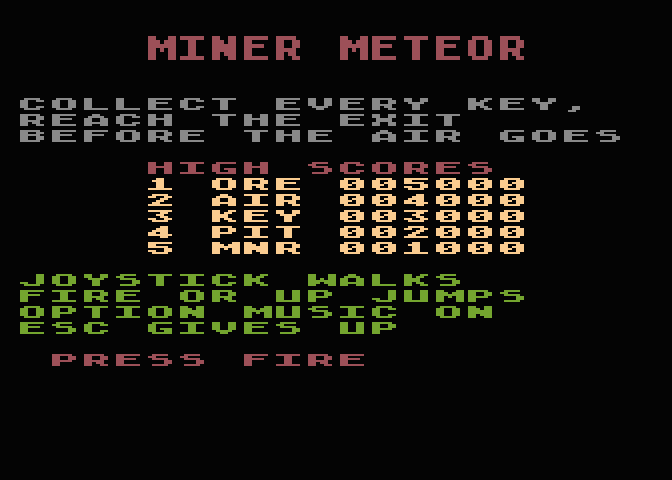 MINER METEOR
COLLECT EVERY KEY,
REACH THE EXIT
BEFORE THE AIR GOES
HIGH SCORES
1 ORE 005000
2 AIR 004000
3 KEY 003000
4 PIT 002000
5 MNR 001000
JOYSTICK WALKS
FIRE OR UP JUMPS
OPTION MUSIC ON
ESC GIVES UP
PRESS FIRE